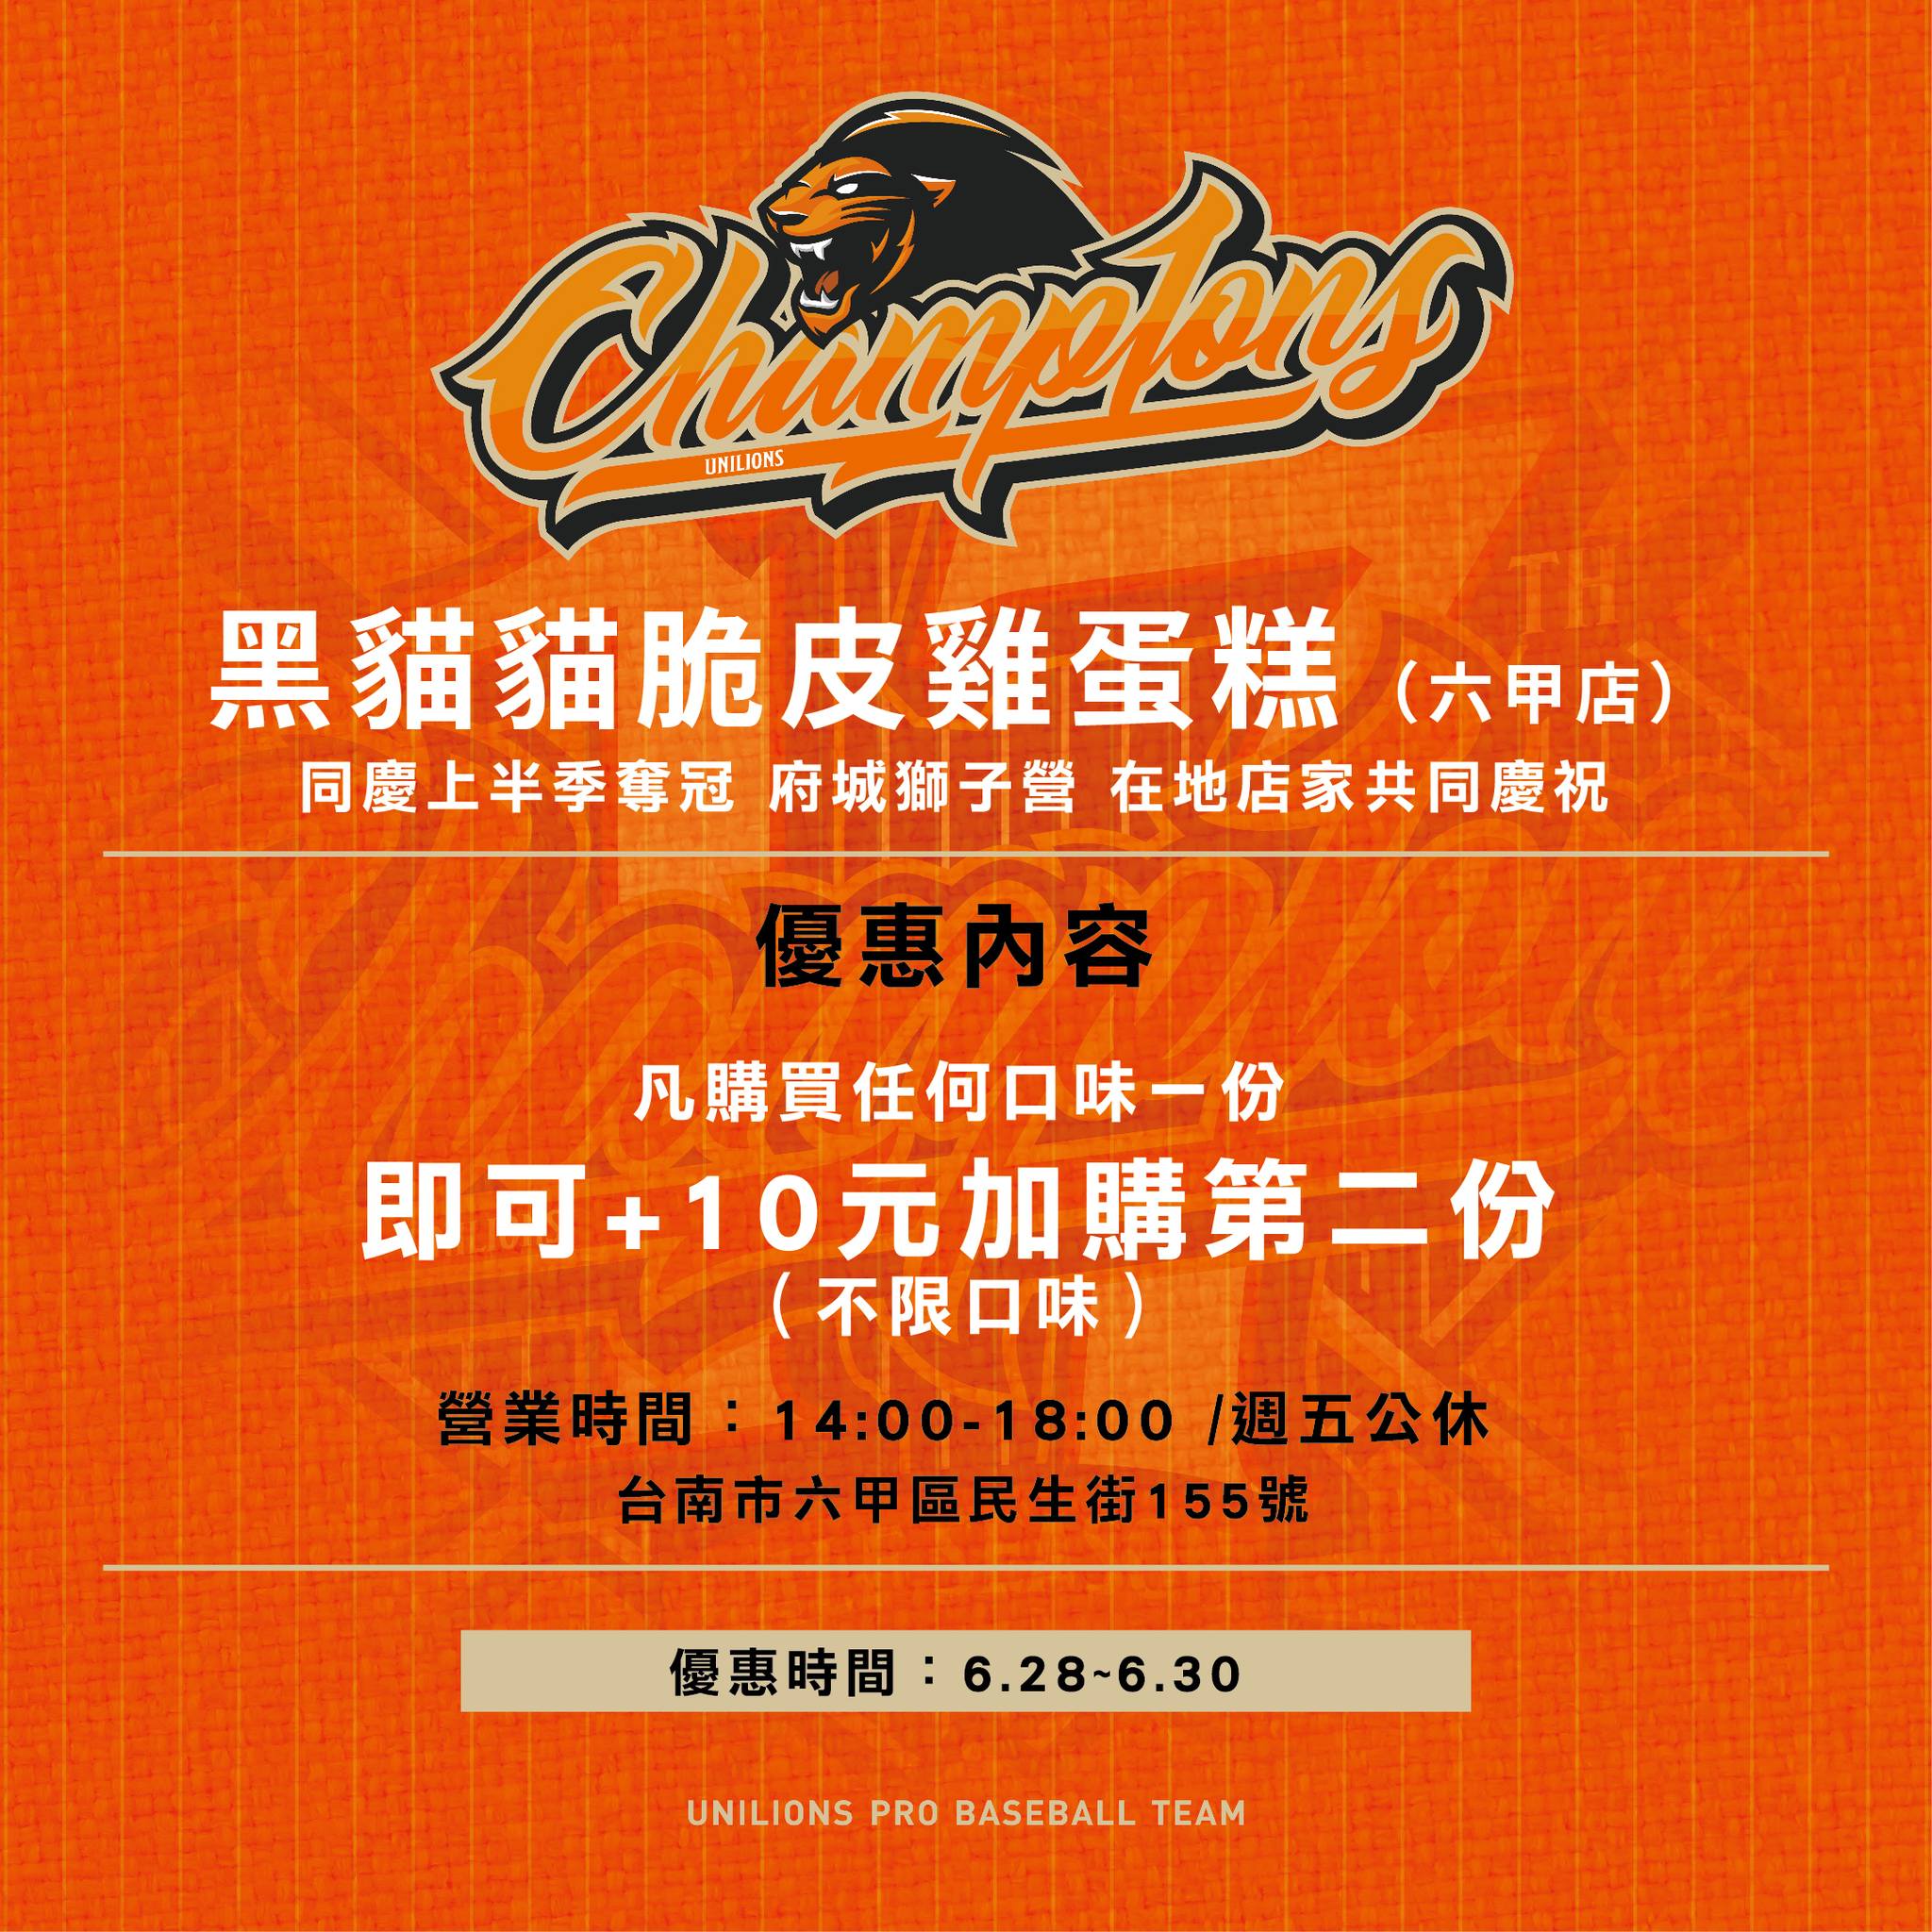 Champ1ons
UNILIONS
TH
黑貓貓脆皮雞蛋糕（六甲店）
同慶上半季奪冠 府城獅子營 在地店家共同慶祝
優惠內容
凡購買任何口味一份
即可+10元加購第二份
（不限口味）
營業時間：14:00-18:00 /週五公休
台南市六甲區民生街155號
優惠時間：6.28~6.30
UNILIONS PRO BASEBALL TEAM